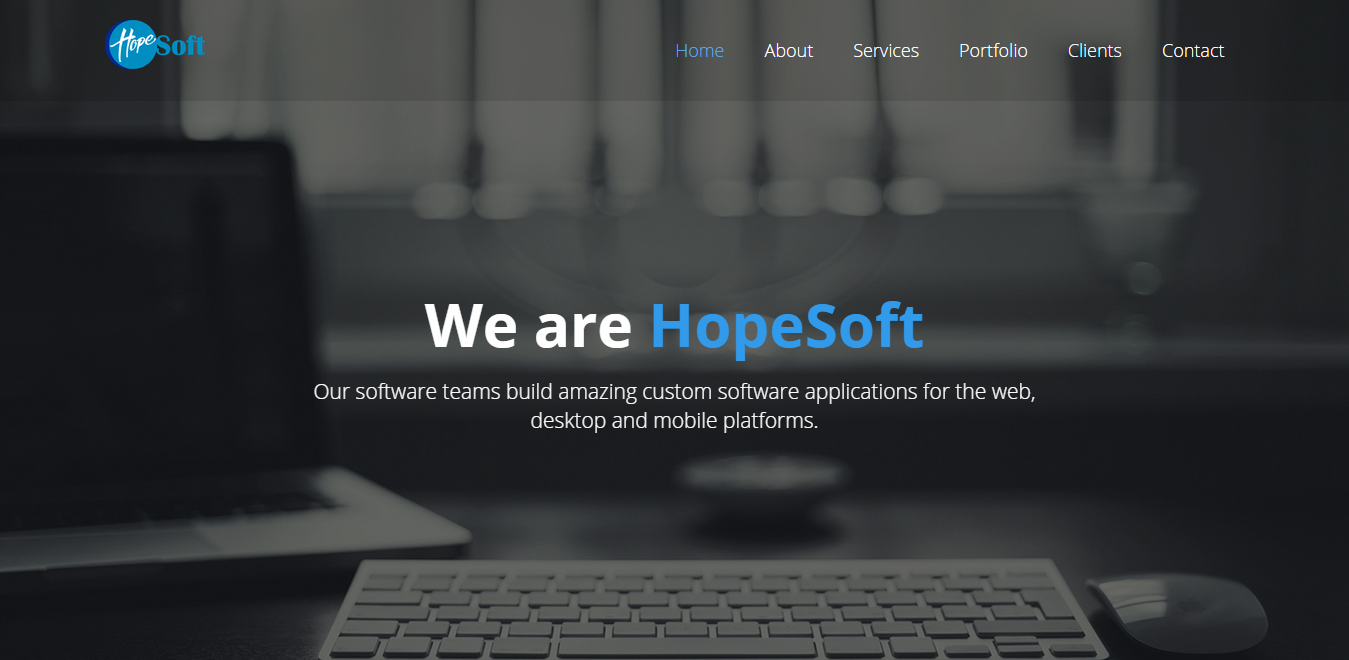 HopeSoft
Home About Services Portfolio Clients Contact
We are HopeSoft
Our software teams build amazing custom software applications for the web,
desktop and mobile platforms.